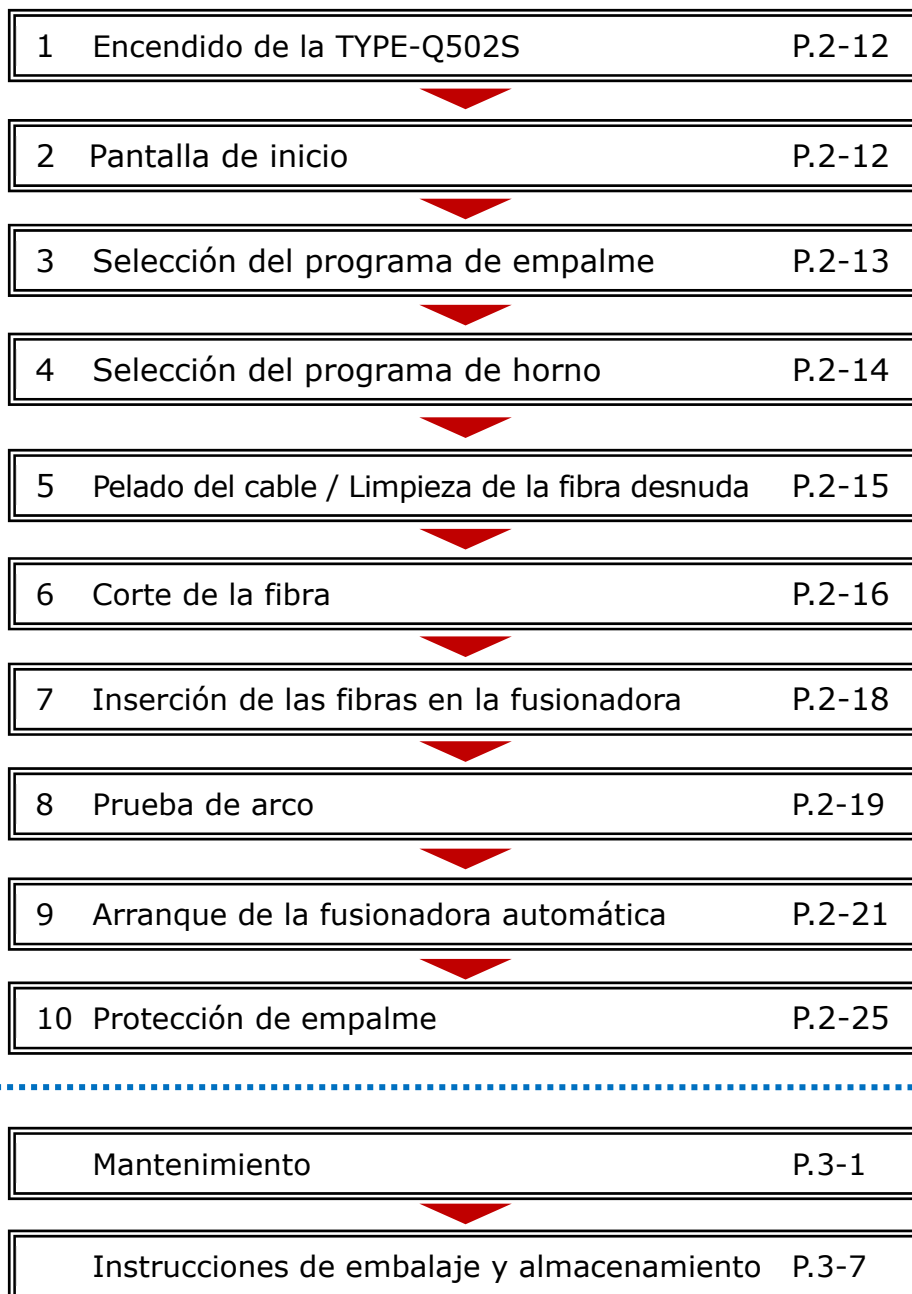 1 Encendido de la TYPE-Q502S P.2-12
2 Pantalla de inicio P.2-12
3 Selección del programa de empalme P.2-13
4 Selección del programa de horno P.2-14
5 Pelado del cable / Limpieza de la fibra desnuda P.2-15
6 Corte de la fibra P.2-16
7 Inserción de las fibras en la fusionadora P.2-18
8 Prueba de arco P.2-19
9 Arranque de la fusionadora automática P.2-21
10 Protección de empalme P.2-25
Mantenimiento P.3-1
Instrucciones de embalaje y almacenamiento P.3-7